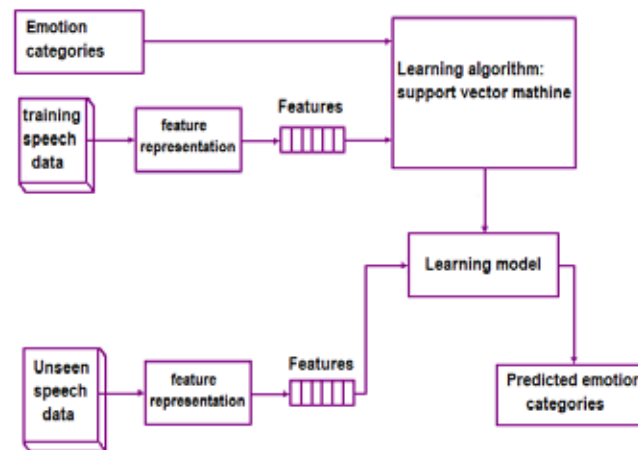 Emotion
categories
Learning algorithm:
support vector mathine
training
speech
data
feature
representation
Features
Learning model
Unseen
speech
data
feature
representation
Features
Predicted emotion
categories